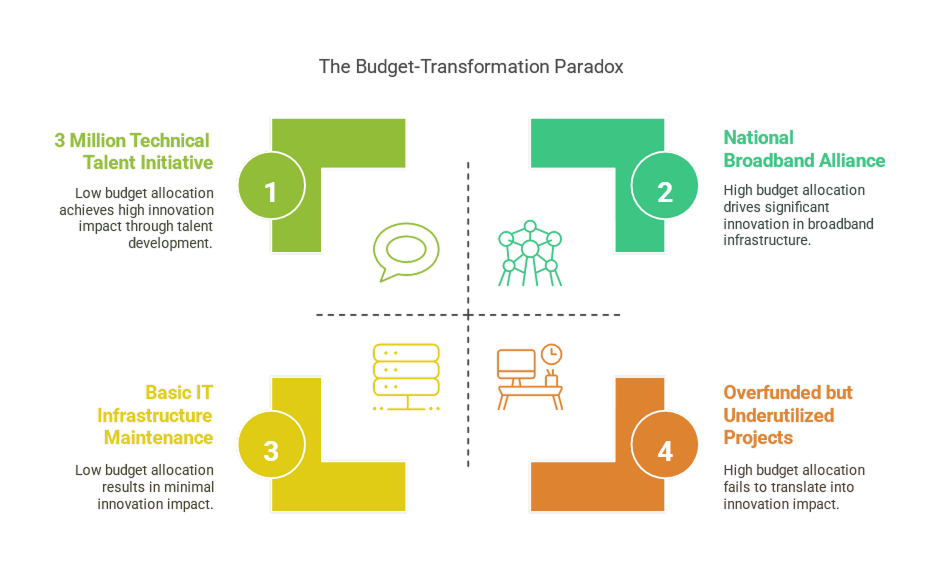 The Budget-Transformation Paradox
3 Million Technical
Talent Initiative
Low budget allocation
achieves high innovation
impact through talent
development.
1
2
National
Broadband Alliance
High budget allocation
drives significant
innovation in broadband
infrastructure.
Basic IT
Infrastructure
Maintenance
Low budget allocation
results in minimal
innovation impact.
3
4
Overfunded but
Underutilized
Projects
High budget allocation
fails to translate into
innovation impact.